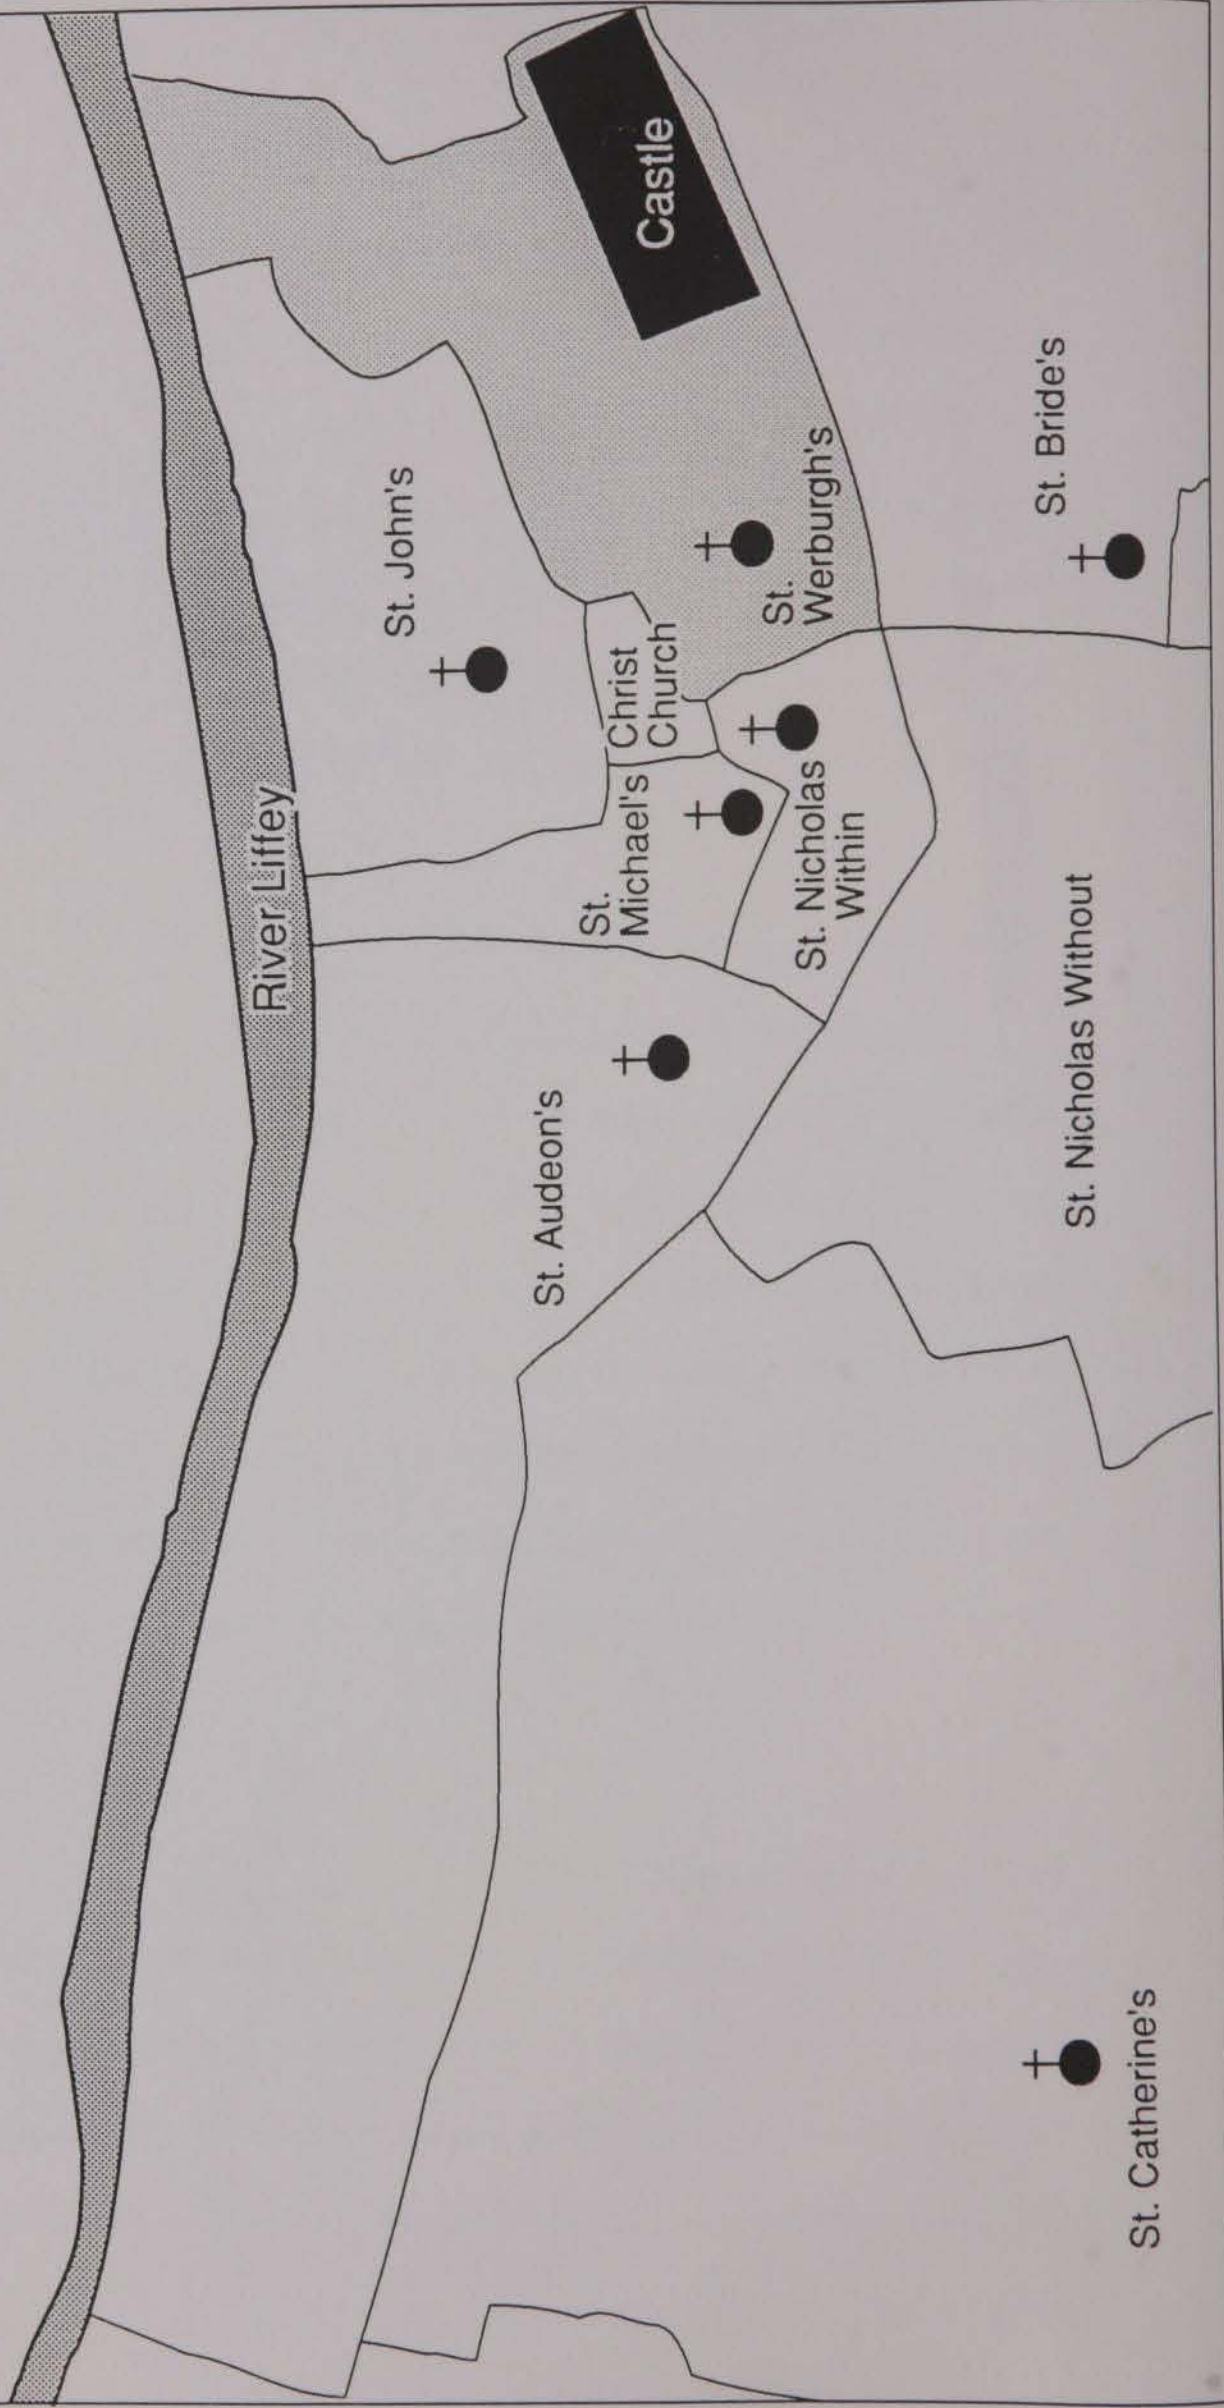 River Liffey
Castle
St. John's
Christ
Church
St.
Werburgh's
St.
Michael's
St. Nicholas
Within
St. Audeon's
St. Bride's
St. Nicholas Without
St. Catherine's